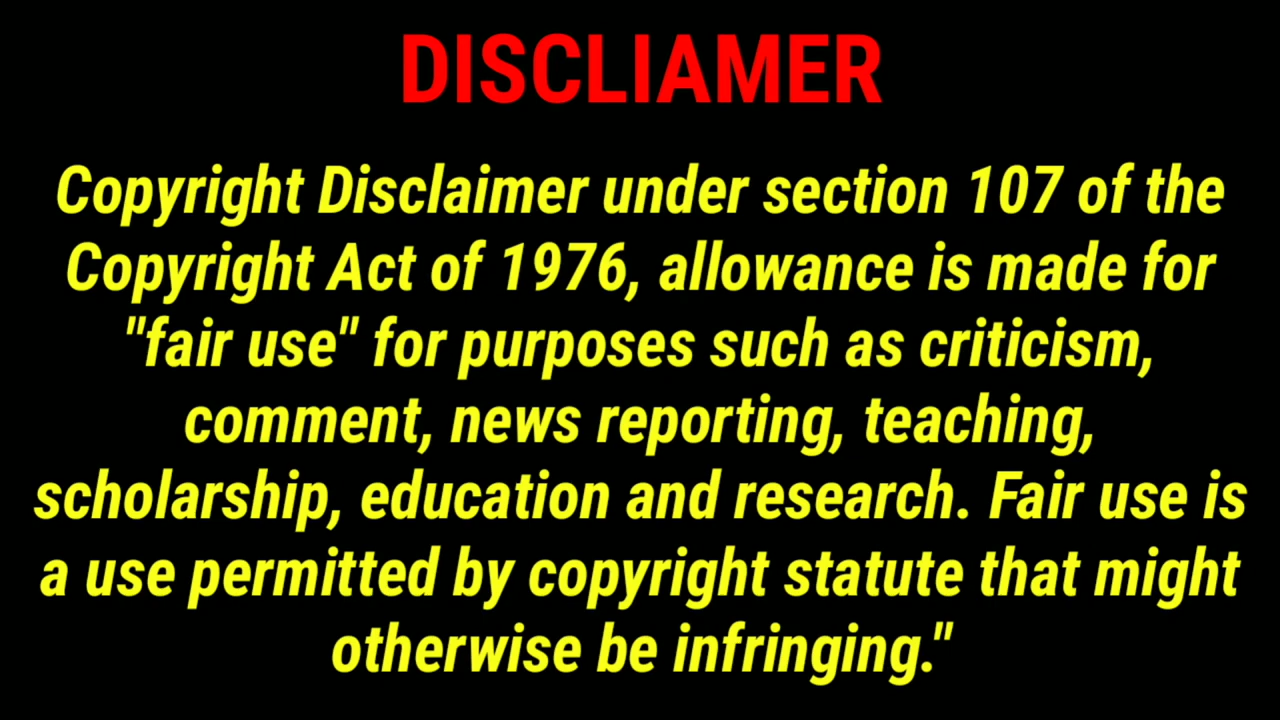 DISCLIAMER
Copyright Disclaimer under section 107 of the
Copyright Act of 1976, allowance is made for
"fair use" for purposes such as criticism,
comment, news reporting, teaching,
scholarship, education and research. Fair use is
a use permitted by copyright statute that might
otherwise be infringing."